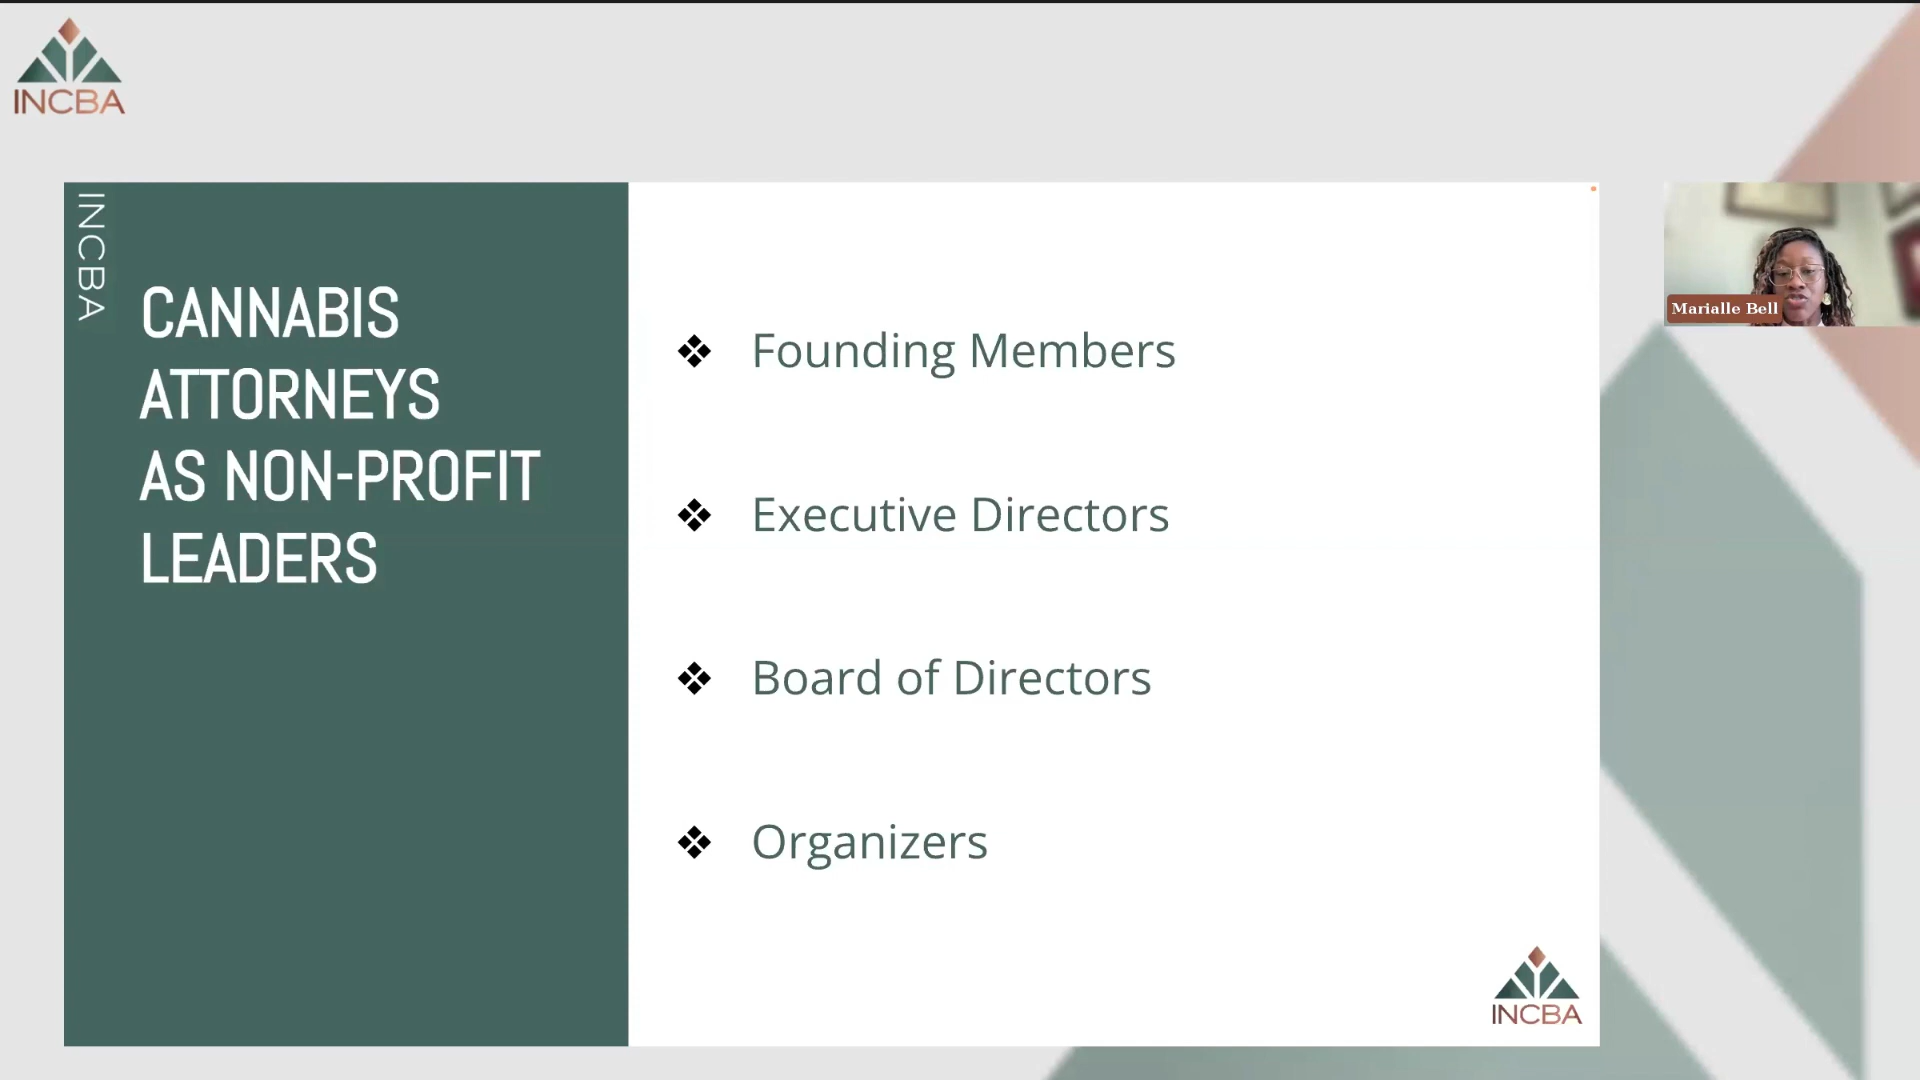 INCBA
INCBA
CANNABIS
ATTORNEYS
AS NON-PROFIT
LEADERS
❖ Founding Members
❖ Executive Directors
❖ Board of Directors
❖ Organizers
INCBA
Marialle Bell